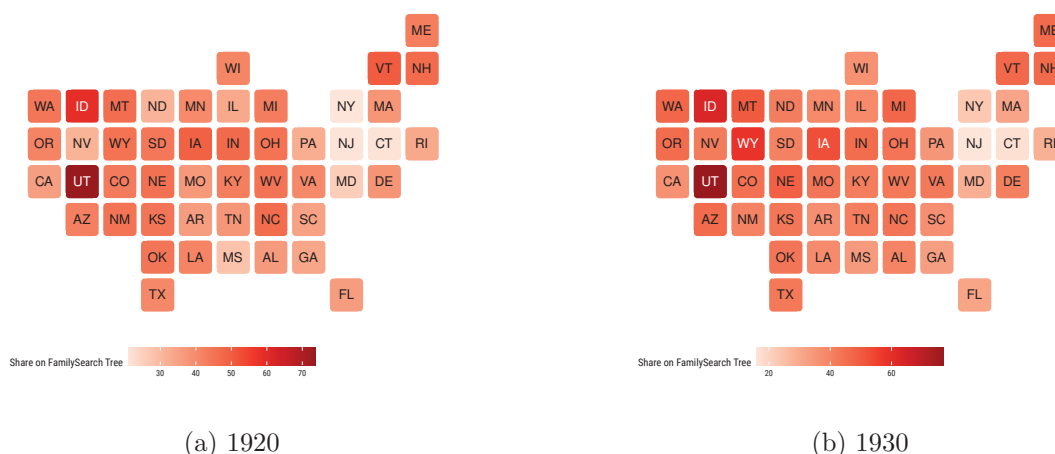 ME
WI VT NH
WA ID MT ND MN IL MI NY MA
OR NV WY SD IA IN OH PA NJ CT RI
CA UT CO NE MO KY WV VA MD DE
AZ NM KS AR TN NC SC
OK LA MS AL GA
TX FL
Share on FamilySearch Tree
30 40 50 60 70
(a) 1920
ME
WI VT NH
WA ID MT ND MN IL MI NY MA
OR NV WY SD IA IN OH PA NJ CT RI
CA UT CO NE MO KY WV VA MD DE
AZ NM KS AR TN NC SC
OK LA MS AL GA
TX FL
Share on FamilySearch Tree
20 40 60
(b) 1930